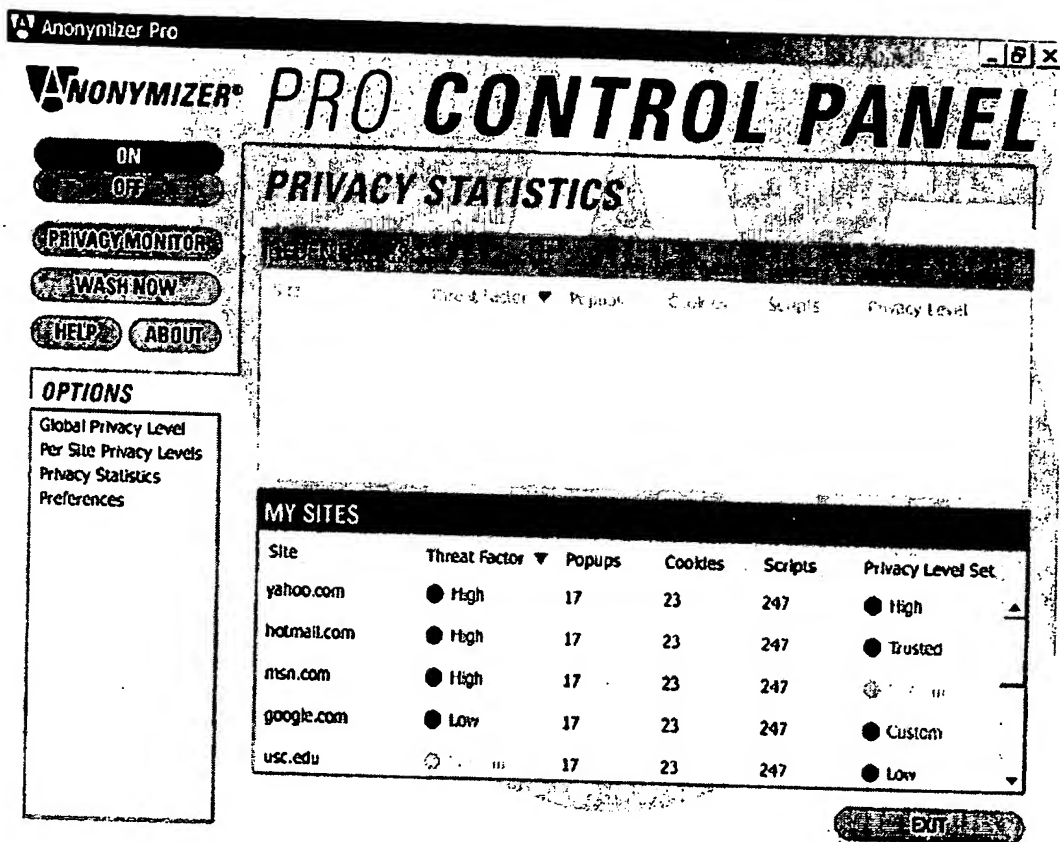 Anonymizer Pro
ANONYMIZER® PRO CONTROL PANEL
ON
OFF
PRIVACY MONITOR
WASH NOW
HELP ABOUT
OPTIONS
Global Privacy Level
Per Site Privacy Levels
Privacy Statistics
Preferences
PRIVACY STATISTICS
Threat Factor ▼ Popups Cookies Scripts Privacy Level
MY SITES
Site Threat Factor ▼ Popups Cookies Scripts Privacy Level Set
yahoo.com High 17 23 247 High
hotmail.com High 17 23 247 Trusted
msn.com High 17 23 247
google.com Low 17 23 247 Custom
usc.edu 17 23 247 Low
EXIT